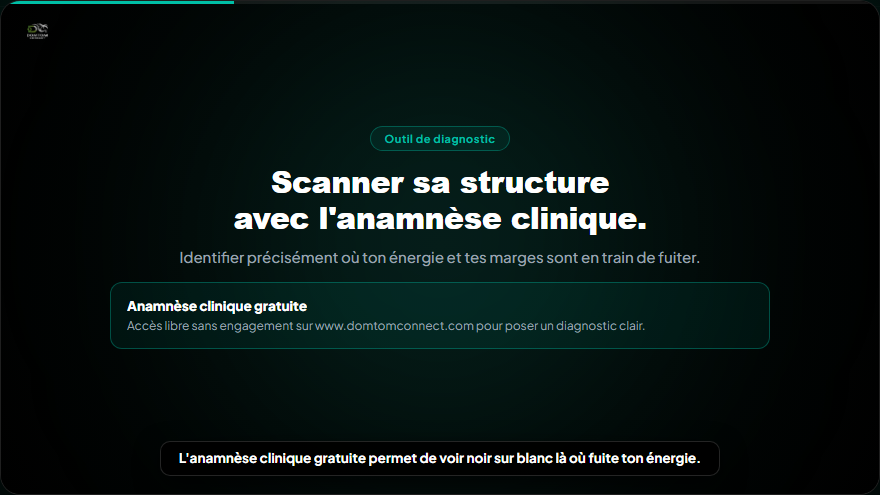 Outil de diagnostic
Scanner sa structure
avec l'anamnèse clinique.
Identifier précisément où ton énergie et tes marges sont en train de fuiter.
Anamnèse clinique gratuite
Accès libre sans engagement sur www.domtomconnect.com pour poser un diagnostic clair.
L'anamnèse clinique gratuite permet de voir noir sur blanc là où fuite ton énergie.